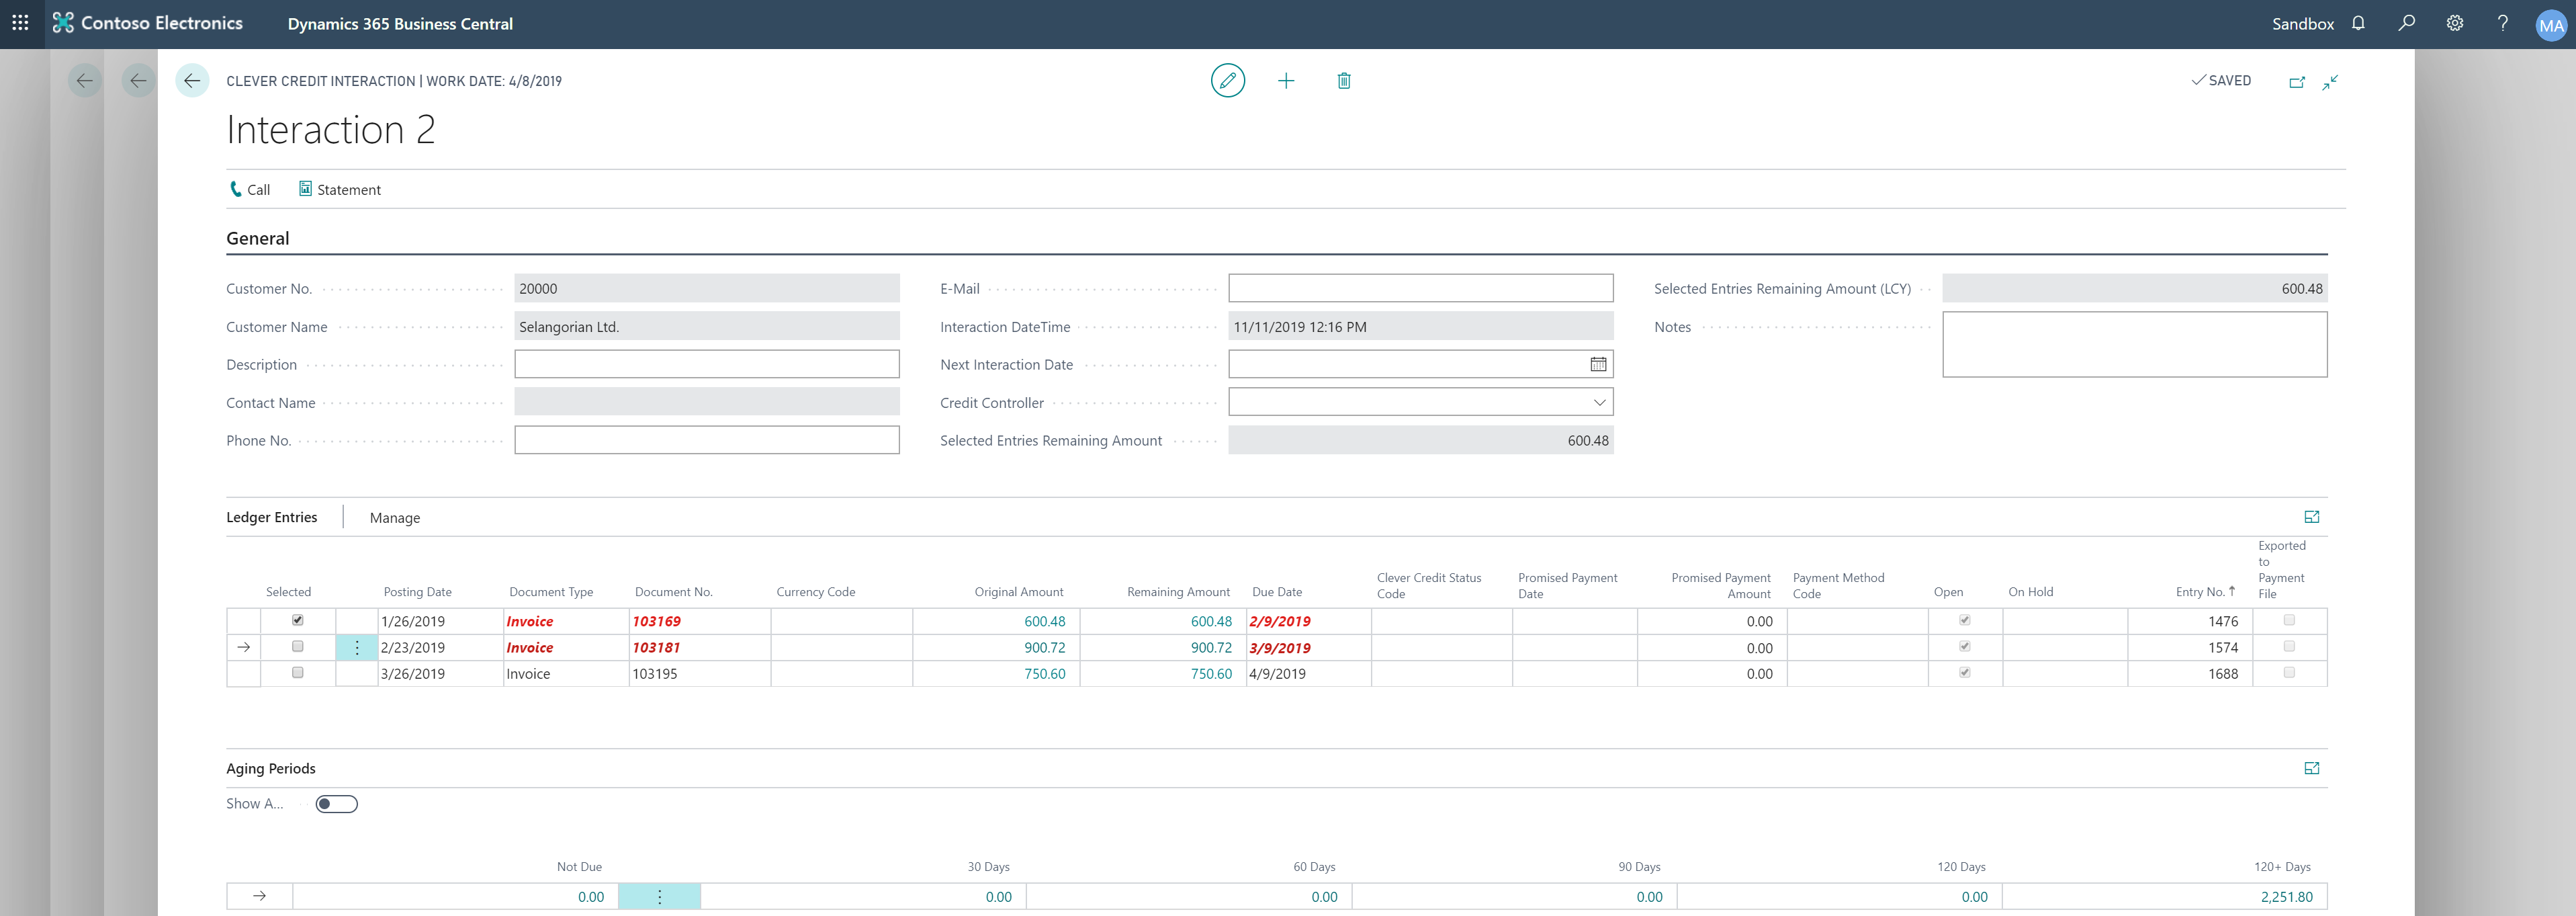 Contoso Electronics Dynamics 365 Business Central Sandbox ? MA
CLEVER CREDIT INTERACTION | WORK DATE: 4/8/2019 SAVED
Interaction 2
Call Statement
General
Customer No. 20000 E-Mail Selected Entries Remaining Amount (LCY) 600.48
Customer Name Selangorian Ltd. Interaction DateTime 11/11/2019 12:16 PM Notes
Description Next Interaction Date
Contact Name Credit Controller
Phone No. Selected Entries Remaining Amount 600.48
Ledger Entries Manage
Selected Posting Date Document Type Document No. Currency Code Original Amount Remaining Amount Due Date Clever Credit Status Code Promised Payment Date Promised Payment Amount Payment Method Code Open On Hold Entry No. ↑ Exported to Payment File
1/26/2019 Invoice 103169 600.48 600.48 2/9/2019 0.00 1476
2/23/2019 Invoice 103181 900.72 900.72 3/9/2019 0.00 1574
3/26/2019 Invoice 103195 750.60 750.60 4/9/2019 0.00 1688
Aging Periods
Show A...
Not Due 30 Days 60 Days 90 Days 120 Days 120+ Days
0.00 0.00 0.00 0.00 0.00 2,251.80